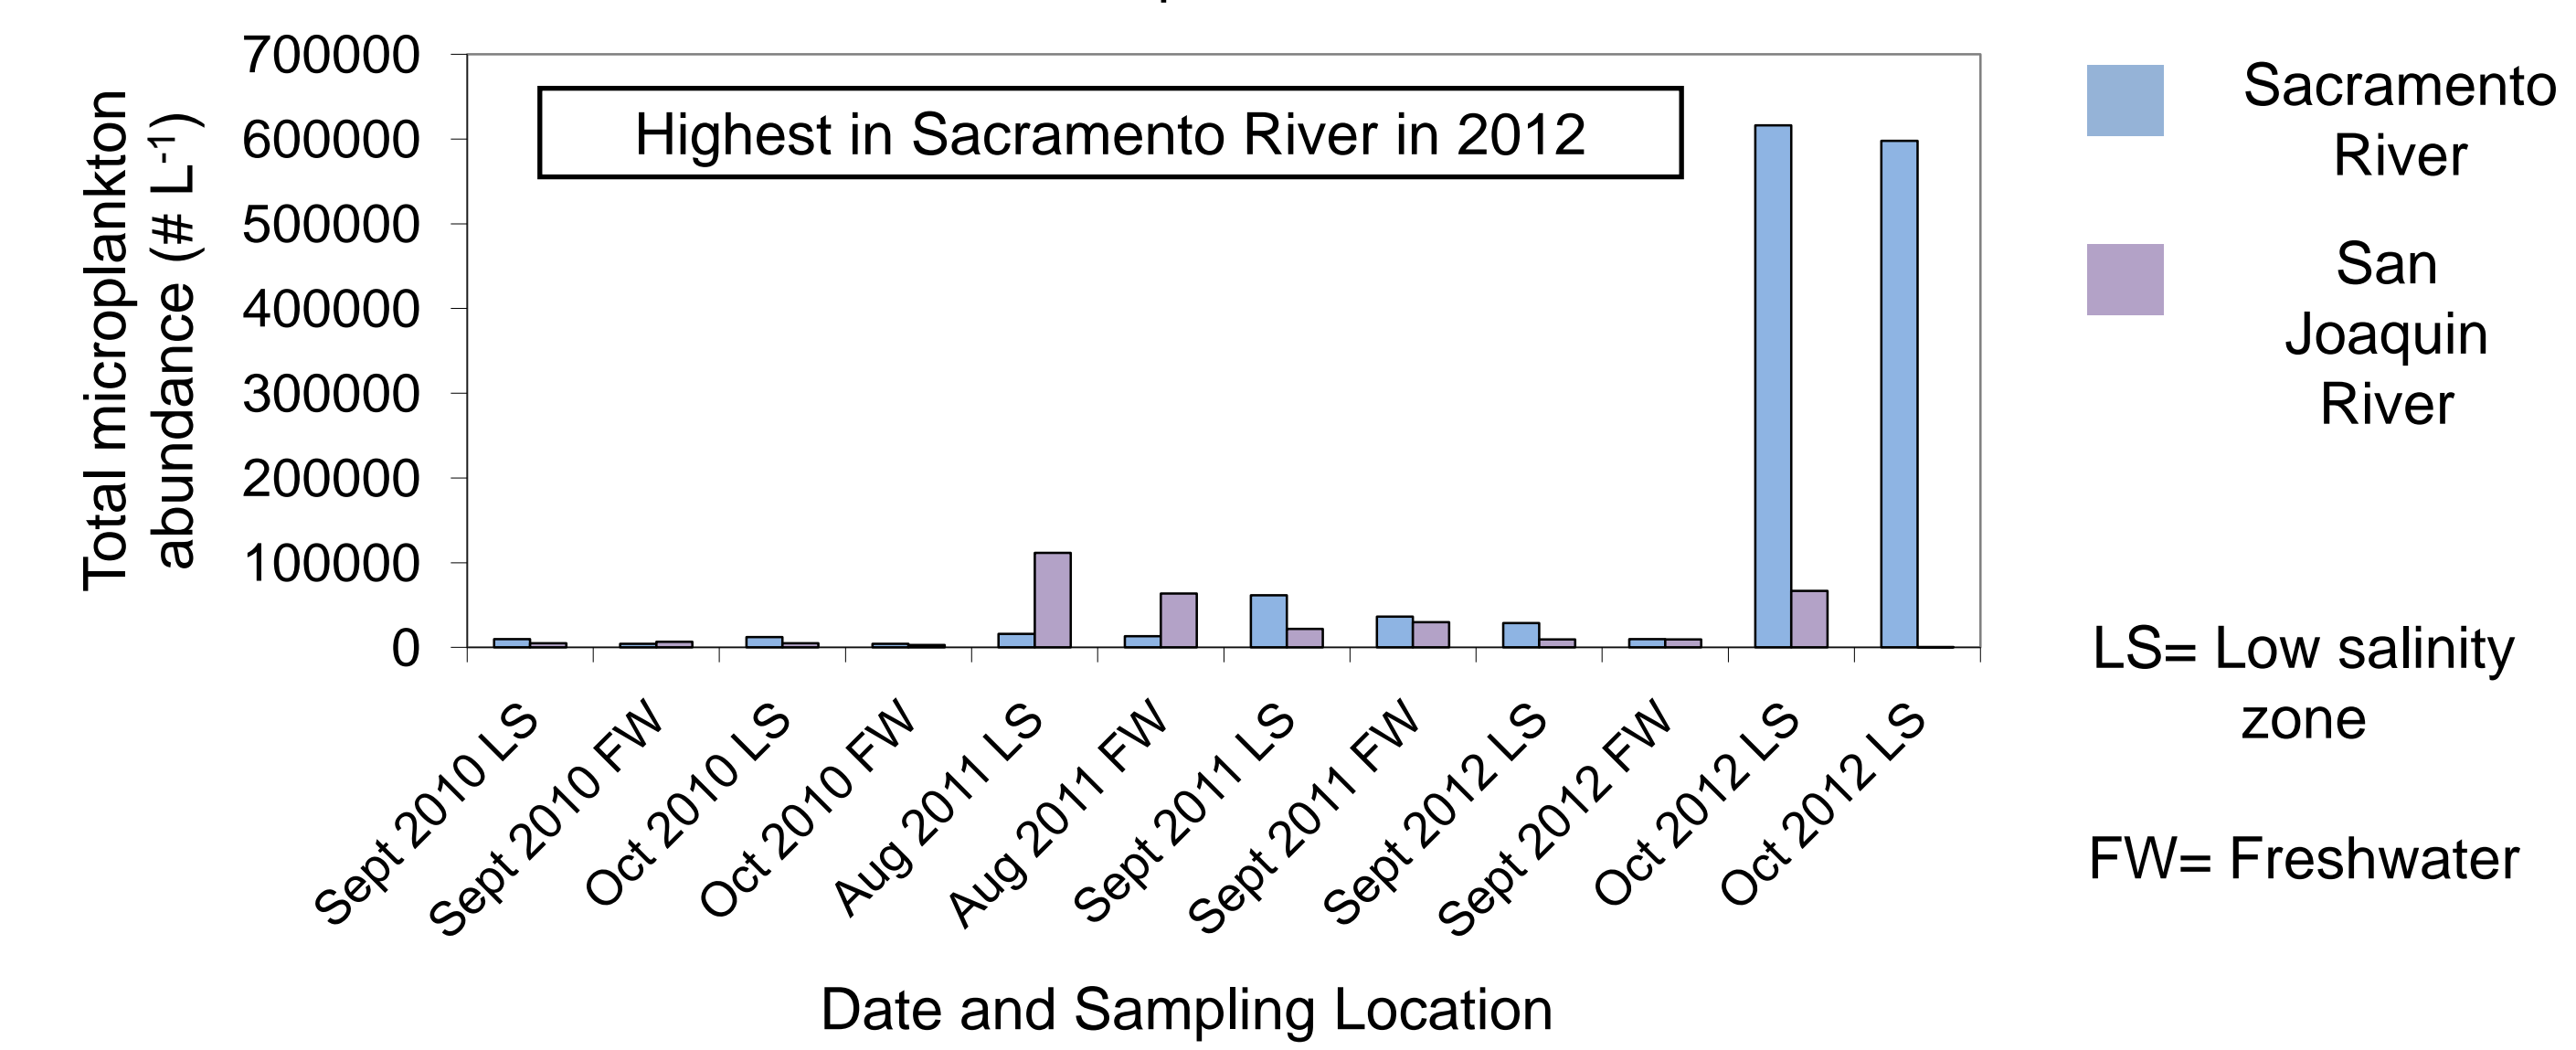 700000
600000
500000
400000
300000
200000
100000
0
Total microplankton
abundance (# L-1)
Highest in Sacramento River in 2012
Sept 2010 LS
Sept 2010 FW
Oct 2010 LS
Oct 2010 FW
Aug 2011 LS
Aug 2011 FW
Sept 2011 LS
Sept 2011 FW
Sept 2012 LS
Sept 2012 FW
Oct 2012 LS
Oct 2012 LS
Date and Sampling Location
Sacramento
River
San
Joaquin
River
LS= Low salinity
zone
FW= Freshwater